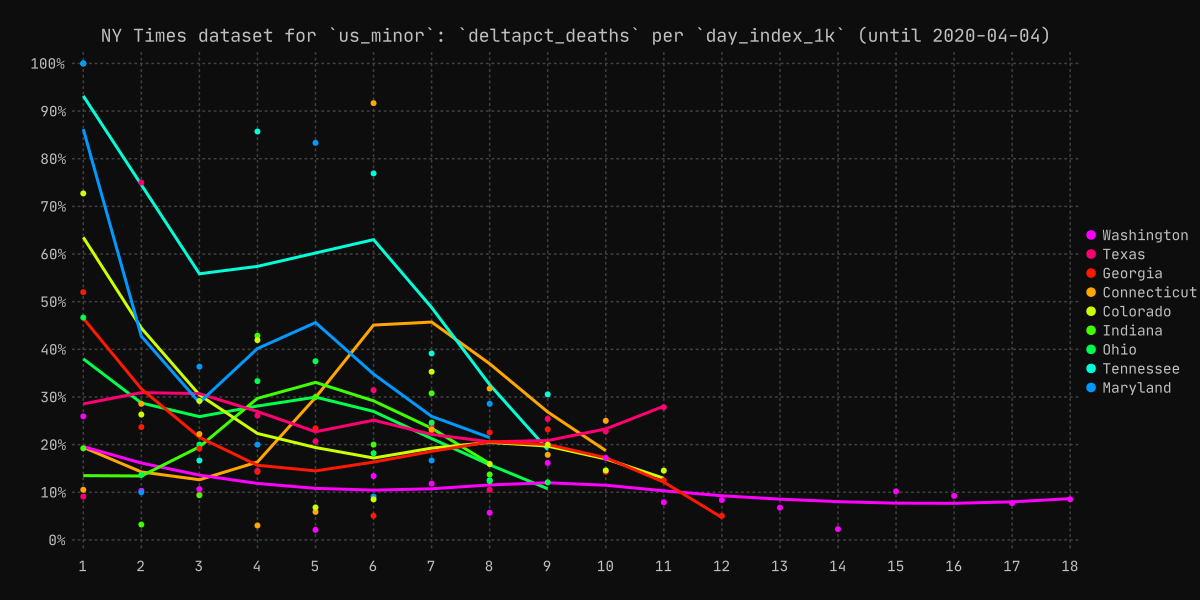 NY Times dataset for `us_minor`: `deltapct_deaths` per `day_index_1k` (until 2020-04-04)
100%
90%
80%
70%
60%
50%
40%
30%
20%
10%
0%
1 2 3 4 5 6 7 8 9 10 11 12 13 14 15 16 17 18
Washington
Texas
Georgia
Connecticut
Colorado
Indiana
Ohio
Tennessee
Maryland